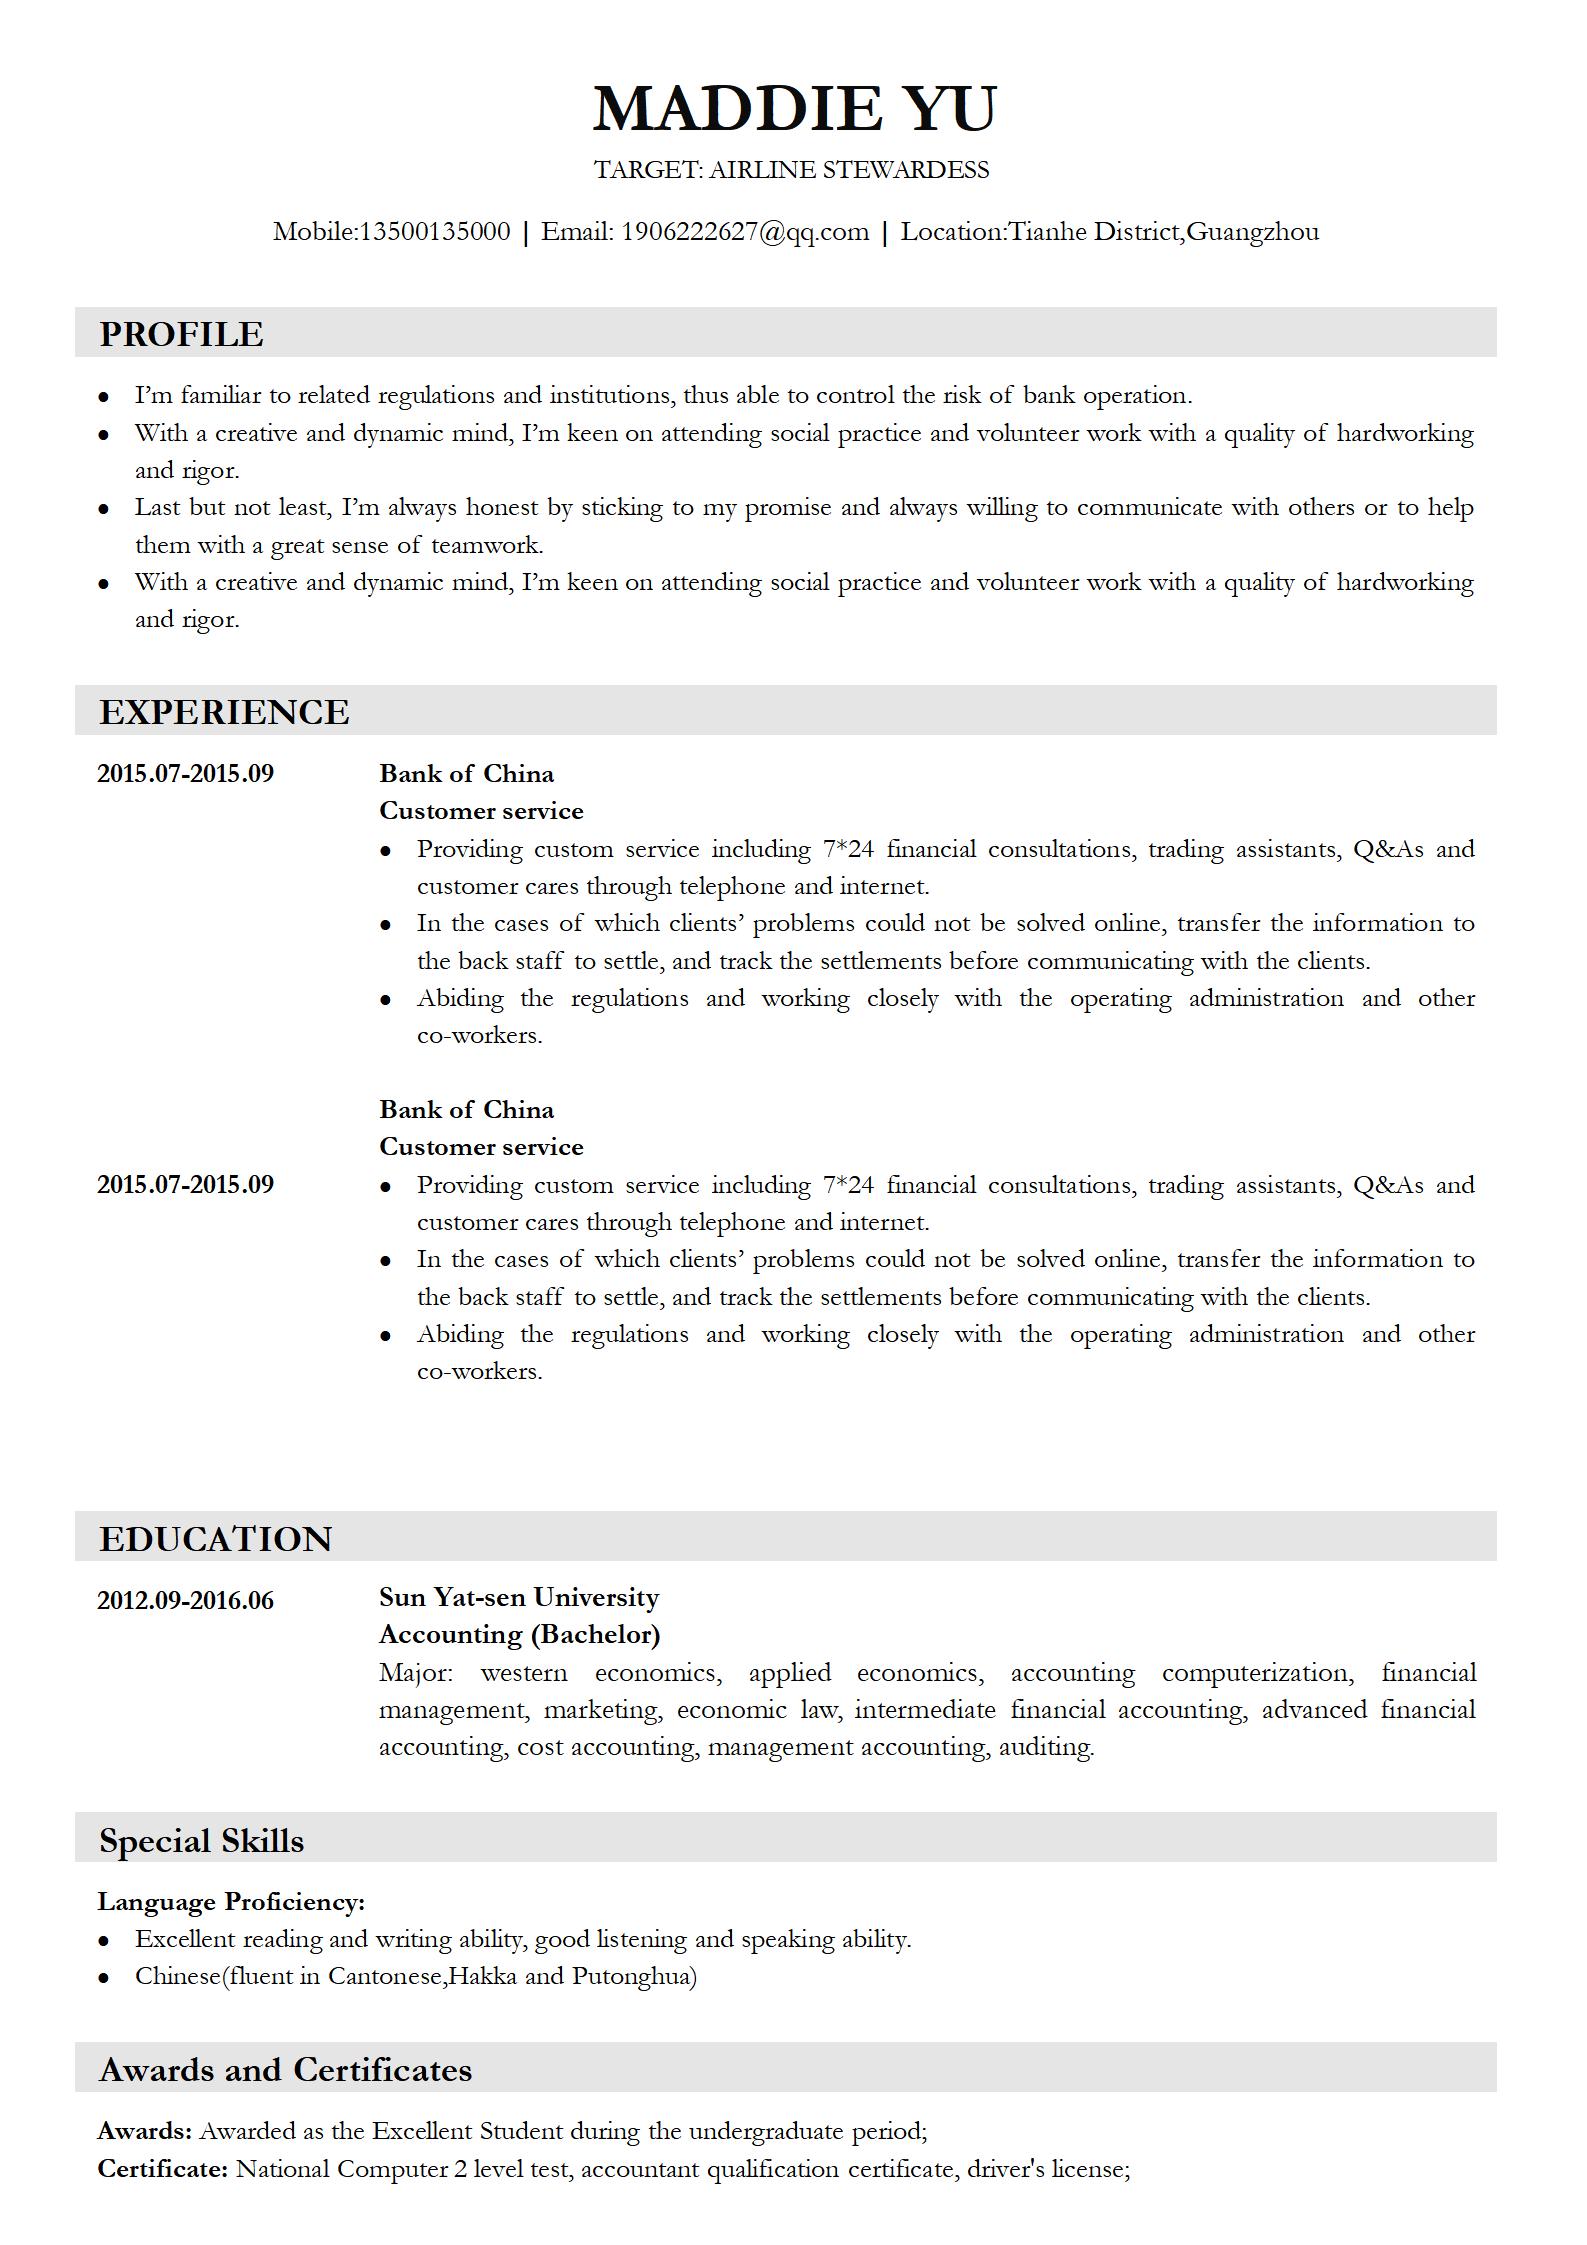 MADDIE YU
TARGET: AIRLINE STEWARDESS
Mobile:13500135000 | Email: 1906222627@qq.com | Location:Tianhe District,Guangzhou
PROFILE
● I’m familiar to related regulations and institutions, thus able to control the risk of bank operation.
● With a creative and dynamic mind, I’m keen on attending social practice and volunteer work with a quality of hardworking
and rigor.
● Last but not least, I’m always honest by sticking to my promise and always willing to communicate with others or to help
them with a great sense of teamwork.
● With a creative and dynamic mind, I’m keen on attending social practice and volunteer work with a quality of hardworking
and rigor.
EXPERIENCE
2015.07-2015.09 Bank of China
Customer service
● Providing custom service including 7*24 financial consultations, trading assistants, Q&As and
customer cares through telephone and internet.
● In the cases of which clients’ problems could not be solved online, transfer the information to
the back staff to settle, and track the settlements before communicating with the clients.
● Abiding the regulations and working closely with the operating administration and other
co-workers.
Bank of China
Customer service
2015.07-2015.09 ● Providing custom service including 7*24 financial consultations, trading assistants, Q&As and
customer cares through telephone and internet.
● In the cases of which clients’ problems could not be solved online, transfer the information to
the back staff to settle, and track the settlements before communicating with the clients.
● Abiding the regulations and working closely with the operating administration and other
co-workers.
EDUCATION
2012.09-2016.06 Sun Yat-sen University
Accounting (Bachelor)
Major: western economics, applied economics, accounting computerization, financial
management, marketing, economic law, intermediate financial accounting, advanced financial
accounting, cost accounting, management accounting, auditing.
Special Skills
Language Proficiency:
● Excellent reading and writing ability, good listening and speaking ability.
● Chinese(fluent in Cantonese,Hakka and Putonghua)
Awards and Certificates
Awards: Awarded as the Excellent Student during the undergraduate period;
Certificate: National Computer 2 level test, accountant qualification certificate, driver's license;